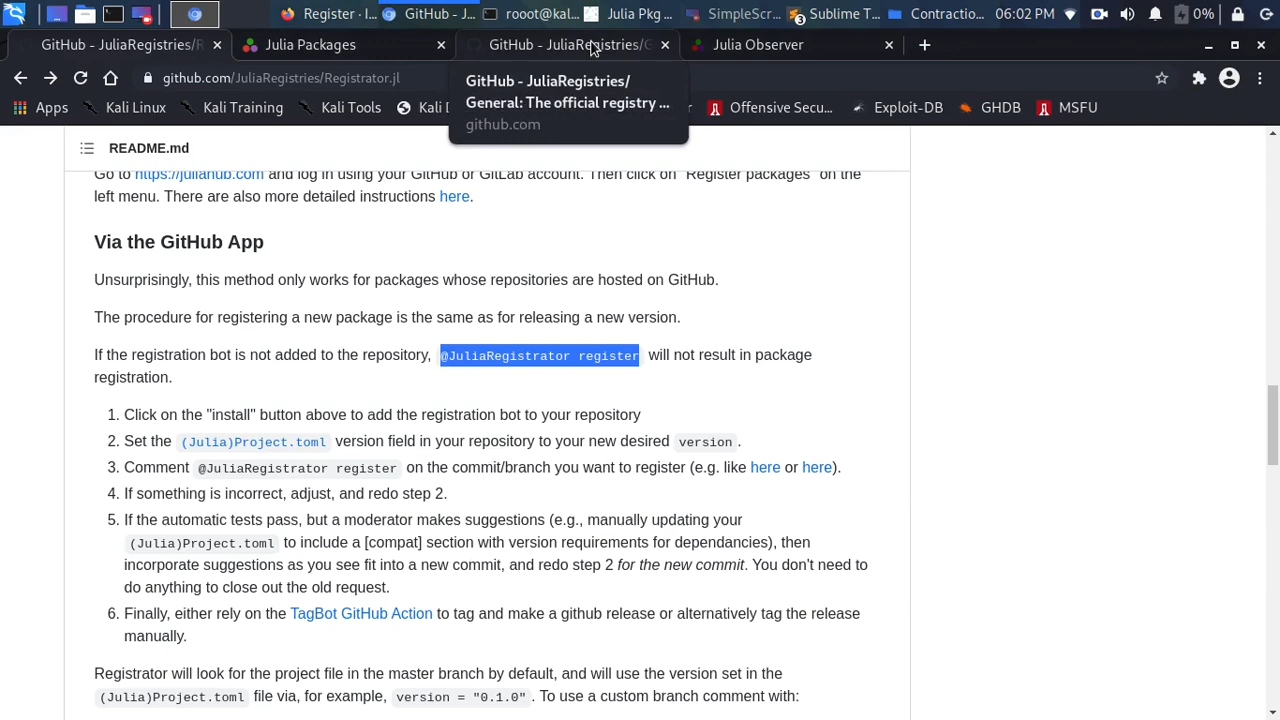 Register - I...
GitHub - J...
rooot@kal...
Julia Pkg ...
SimpleScr...
3
Sublime T...
Contractio...
06:02 PM
0%
GitHub - JuliaRegistries/R
Julia Packages
GitHub - JuliaRegistries/G
Julia Observer
github.com/JuliaRegistries/Registrator.jl
Apps
Kali Linux
Kali Training
Kali D
Offensive Secu...
Exploit-DB
GHDB
MSFU
GitHub - JuliaRegistries/
General: The official registry ...
github.com
README.md
Go to https://juliahub.com and log in using your GitHub or GitLab account. Then click on "Register packages" on the
left menu. There are also more detailed instructions here.
Via the GitHub App
Unsurprisingly, this method only works for packages whose repositories are hosted on GitHub.
The procedure for registering a new package is the same as for releasing a new version.
If the registration bot is not added to the repository, @JuliaRegistrator register will not result in package
registration.
1. Click on the "install" button above to add the registration bot to your repository
2. Set the (Julia)Project.toml version field in your repository to your new desired version.
3. Comment @JuliaRegistrator register on the commit/branch you want to register (e.g. like here or here).
4. If something is incorrect, adjust, and redo step 2.
5. If the automatic tests pass, but a moderator makes suggestions (e.g., manually updating your
(Julia)Project.toml to include a [compat] section with version requirements for dependancies), then
incorporate suggestions as you see fit into a new commit, and redo step 2 for the new commit. You don't need to
do anything to close out the old request.
6. Finally, either rely on the TagBot GitHub Action to tag and make a github release or alternatively tag the release
manually.
Registrator will look for the project file in the master branch by default, and will use the version set in the
(Julia)Project.toml file via, for example, version = "0.1.0". To use a custom branch comment with: